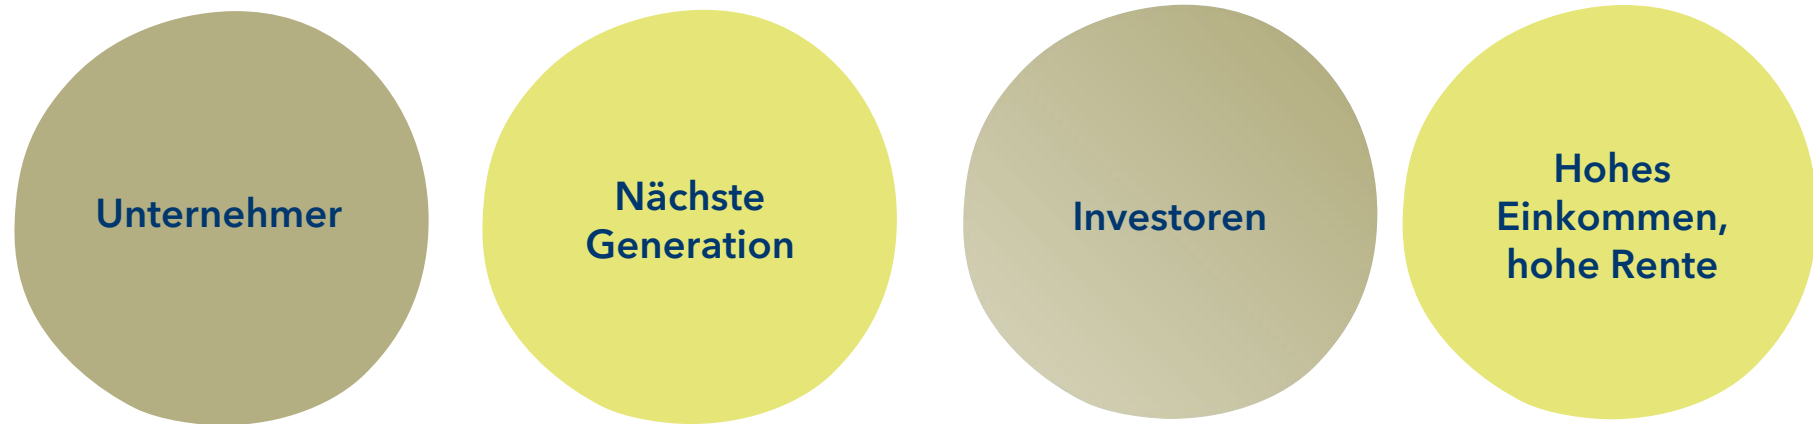 Unternehmer
Nächste
Generation
Investoren
Hohes
Einkommen,
hohe Rente